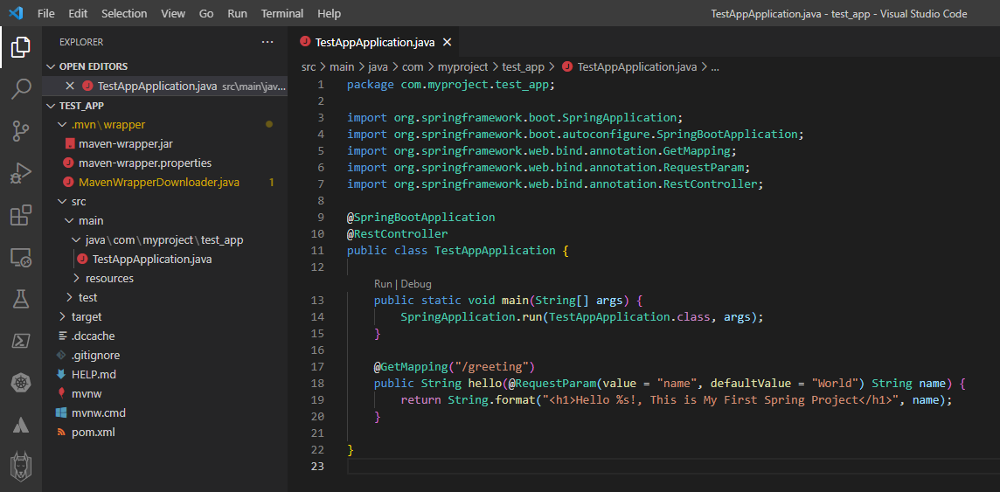 File Edit Selection View Go Run Terminal Help TestAppApplication.java - test_app - Visual Studio Code
EXPLORER ...
OPEN EDITORS
TestAppApplication.java src\main\jav...
TEST_APP
.mvn\wrapper
maven-wrapper.jar
maven-wrapper.properties
MavenWrapperDownloader.java 1
src
main
java\com\myproject\test_app
TestAppApplication.java
resources
test
target
.dccache
.gitignore
HELP.md
mvnw
mvnw.cmd
pom.xml
TestAppApplication.java
src > main > java > com > myproject > test_app > TestAppApplication.java > ...
1 package com.myproject.test_app;
2
3 import org.springframework.boot.SpringApplication;
4 import org.springframework.boot.autoconfigure.SpringBootApplication;
5 import org.springframework.web.bind.annotation.GetMapping;
6 import org.springframework.web.bind.annotation.RequestParam;
7 import org.springframework.web.bind.annotation.RestController;
8
9 @SpringBootApplication
10 @RestController
11 public class TestAppApplication {
12
Run | Debug
13 public static void main(String[] args) {
14 SpringApplication.run(TestAppApplication.class, args);
15 }
16
17 @GetMapping("/greeting")
18 public String hello(@RequestParam(value = "name", defaultValue = "World") String name) {
19 return String.format("<h1>Hello %s!, This is My First Spring Project</h1>", name);
20 }
21
22 }
23